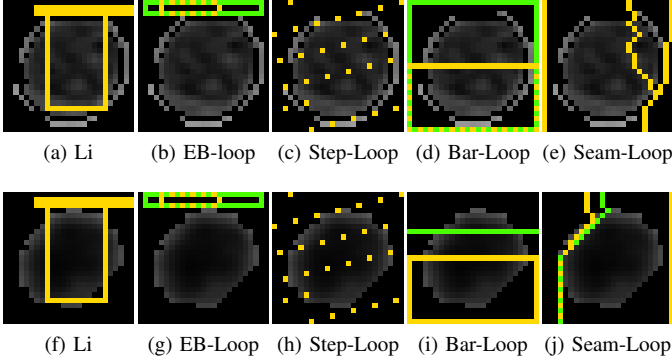 (a) Li (b) EB-loop (c) Step-Loop (d) Bar-Loop (e) Seam-Loop
(f) Li (g) EB-Loop (h) Step-Loop (i) Bar-Loop (j) Seam-Loop